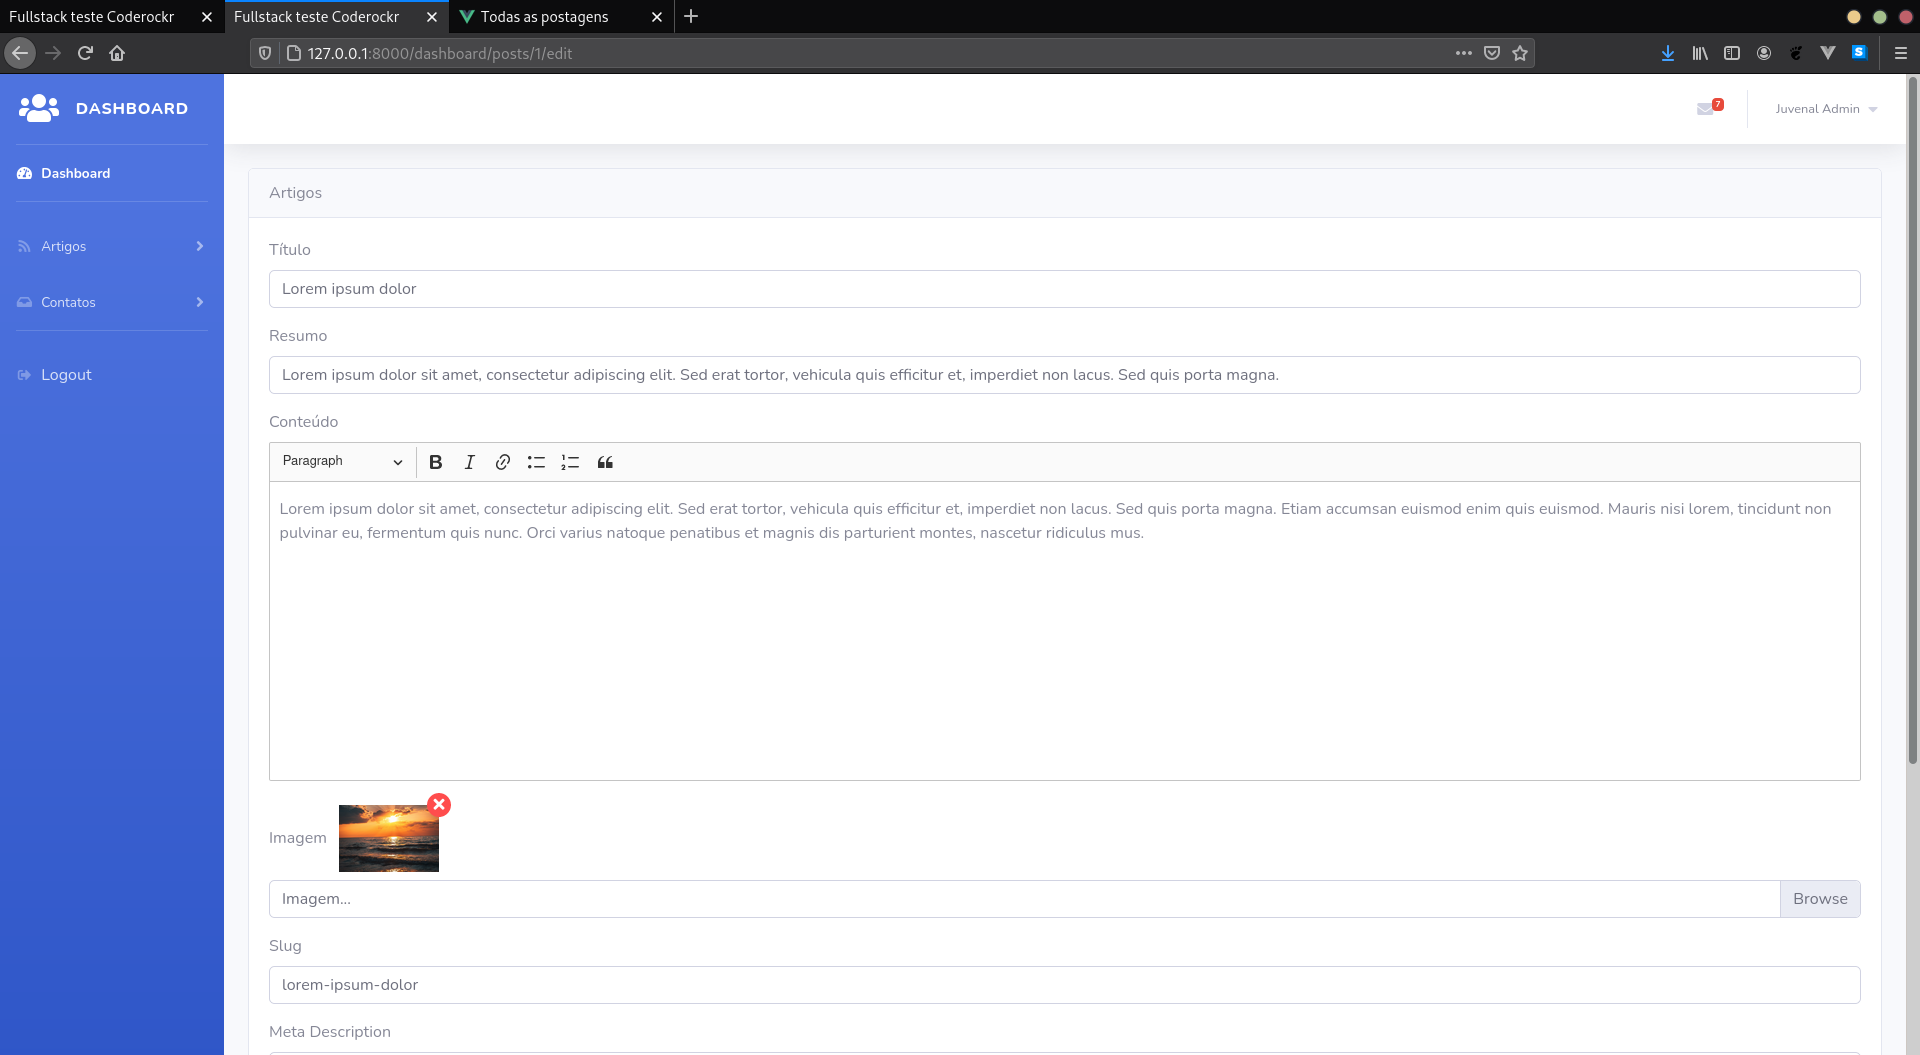 Fullstack teste Coderockr
Fullstack teste Coderockr
Todas as postagens
127.0.0.1:8000/dashboard/posts/1/edit
DASHBOARD
7
Juvenal Admin
Dashboard
Artigos
Contatos
Logout
Artigos
Título
Lorem ipsum dolor
Resumo
Lorem ipsum dolor sit amet, consectetur adipiscing elit. Sed erat tortor, vehicula quis efficitur et, imperdiet non lacus. Sed quis porta magna.
Conteúdo
Paragraph
Lorem ipsum dolor sit amet, consectetur adipiscing elit. Sed erat tortor, vehicula quis efficitur et, imperdiet non lacus. Sed quis porta magna. Etiam accumsan euismod enim quis euismod. Mauris nisi lorem, tincidunt non
pulvinar eu, fermentum quis nunc. Orci varius natoque penatibus et magnis dis parturient montes, nascetur ridiculus mus.
Imagem
Imagem...
Browse
Slug
lorem-ipsum-dolor
Meta Description